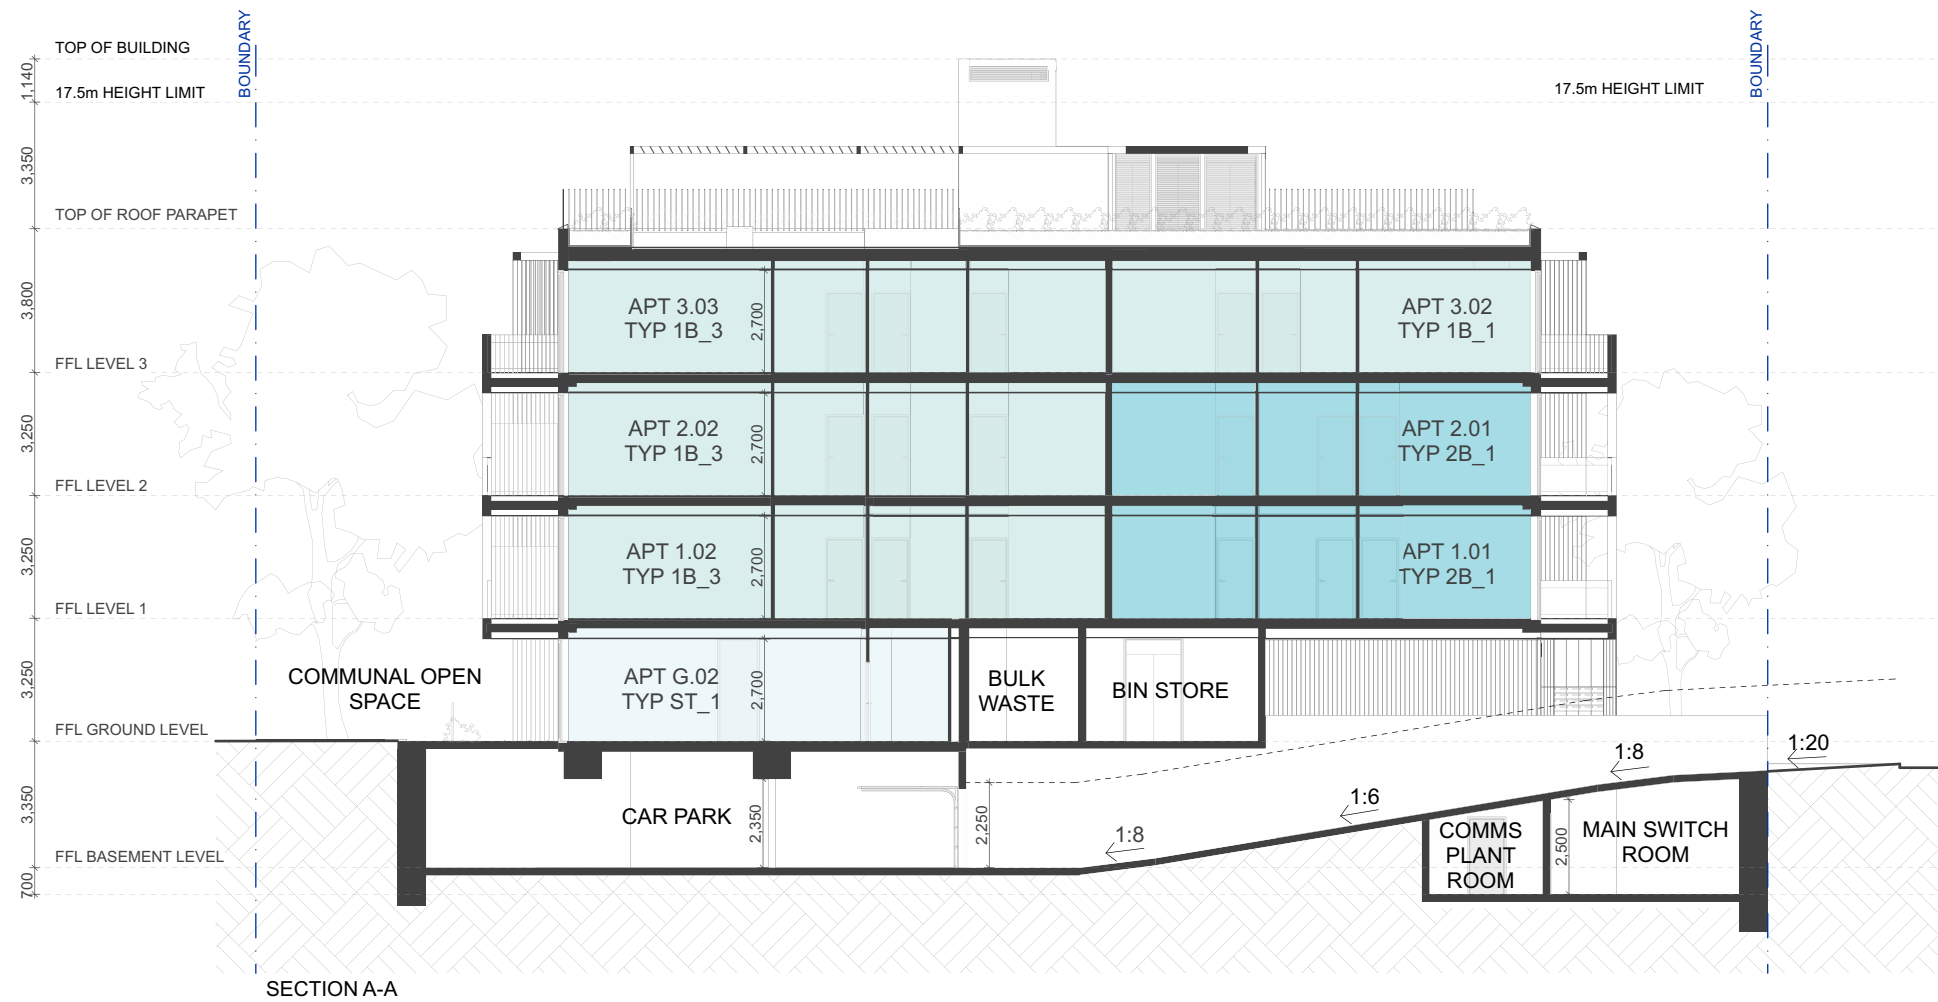 TOP OF BUILDING
BOUNDARY
BOUNDARY
1,140
17.5m HEIGHT LIMIT
17.5m HEIGHT LIMIT
3,350
TOP OF ROOF PARAPET
3,800
APT 3.03
TYP 1B_3
2,700
APT 3.02
TYP 1B_1
FFL LEVEL 3
3,250
APT 2.02
TYP 1B_3
2,700
APT 2.01
TYP 2B_1
FFL LEVEL 2
3,250
APT 1.02
TYP 1B_3
2,700
APT 1.01
TYP 2B_1
FFL LEVEL 1
3,250
COMMUNAL OPEN
SPACE
APT G.02
TYP ST_1
2,700
BULK
WASTE
BIN STORE
FFL GROUND LEVEL
1:20
1:8
3,350
CAR PARK
2,350
2,250
1:8
1:6
COMMS
PLANT
ROOM
2,500
MAIN SWITCH
ROOM
FFL BASEMENT LEVEL
700
SECTION A-A